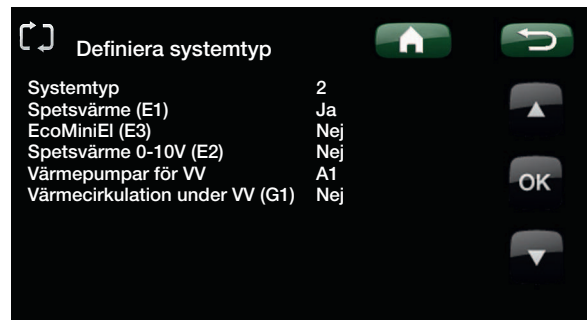 Definiera systemtyp
Systemtyp 2
Spetsvärme (E1) Ja
EcoMiniEl (E3) Nej
Spetsvärme 0-10V (E2) Nej
Värmepumpar för VV A1
Värmecirkulation under VV (G1) Nej
OK